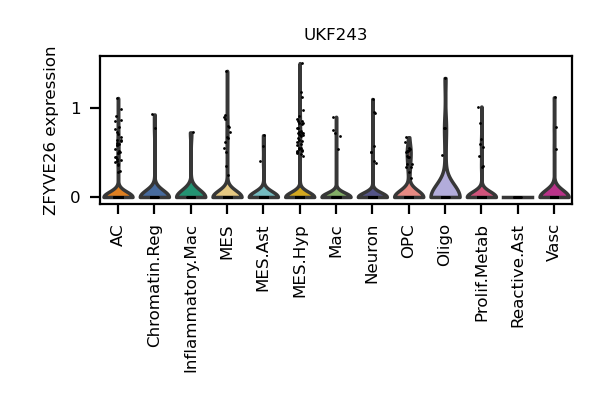 UKF243
ZFYVE26 expression
1
0
AC
Chromatin.Reg
Inflammatory.Mac
MES
MES.Ast
MES.Hyp
Mac
Neuron
OPC
Oligo
Prolif.Metab
Reactive.Ast
Vasc